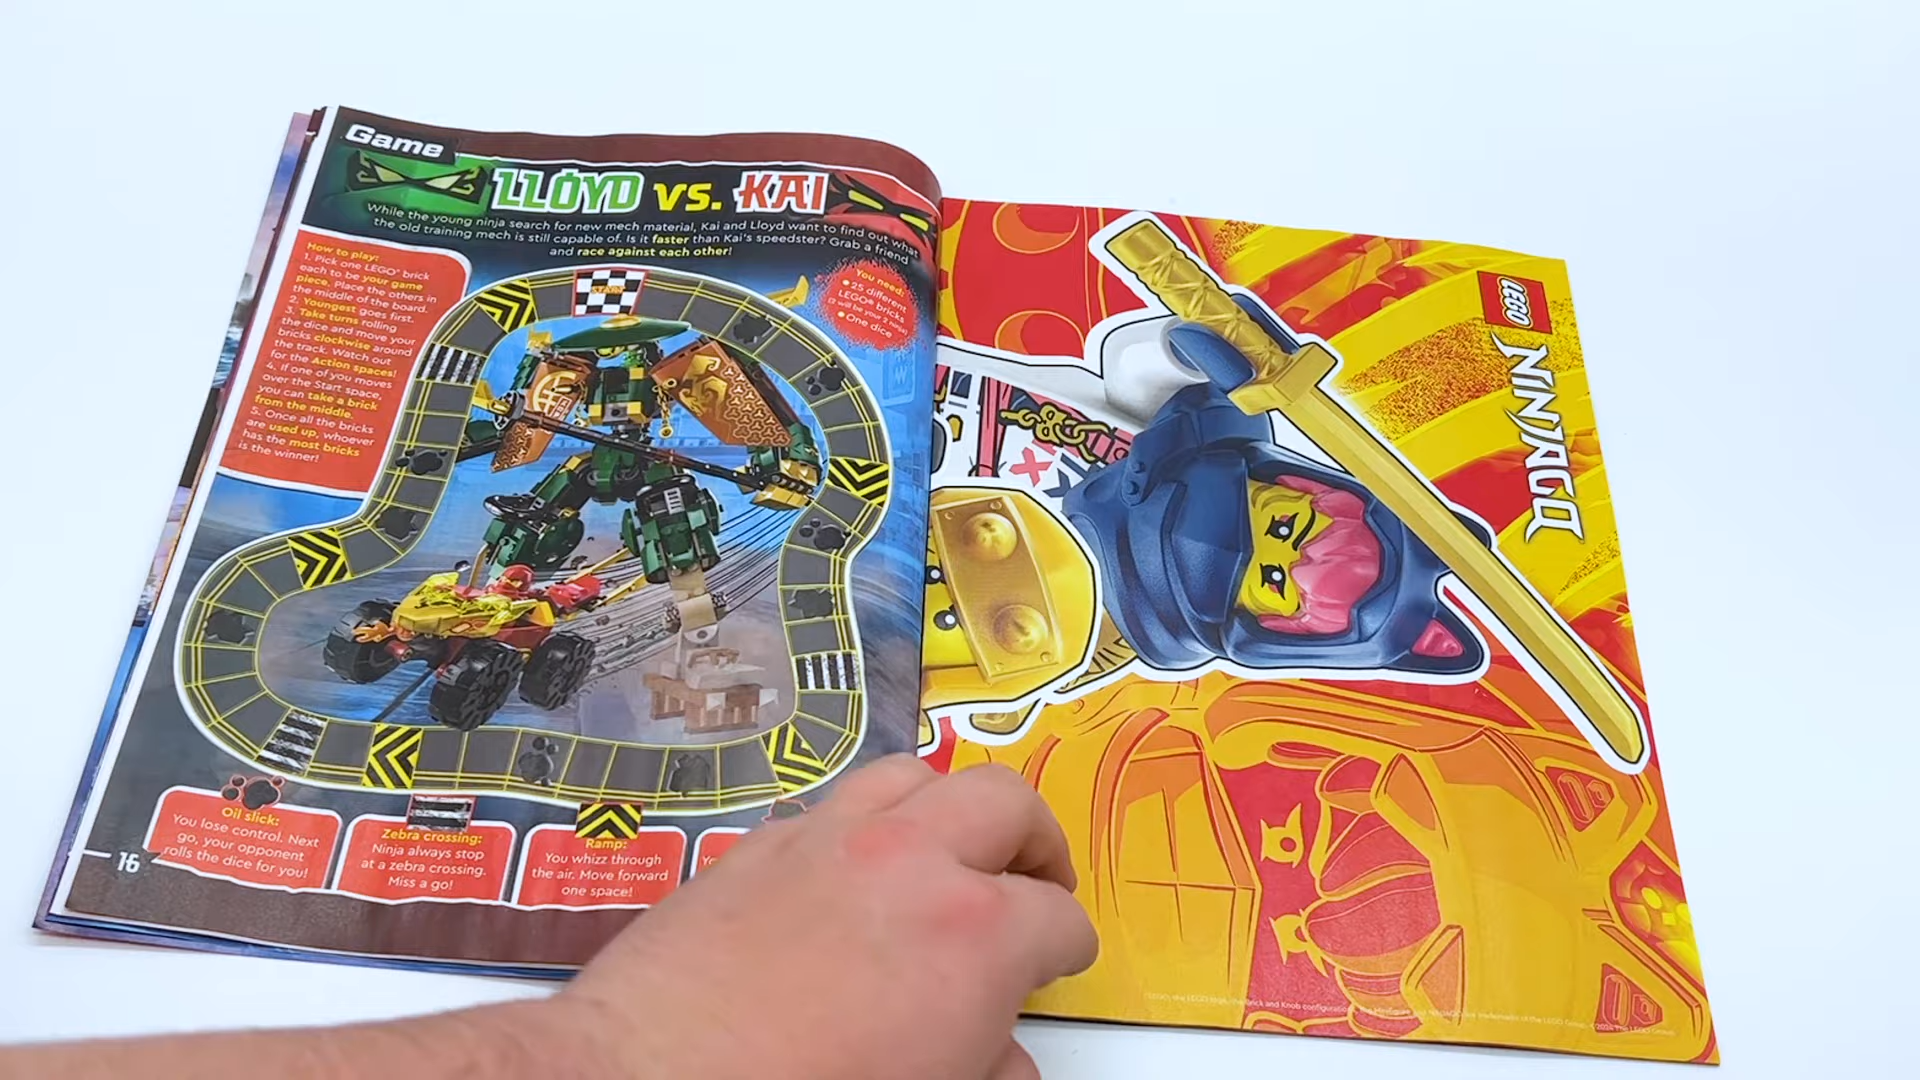 Game
LLOYD VS. KAI
While the young ninja search for new mech material, Kai and Lloyd want to find out what
the old training mech is still capable of. Is it faster than Kai's speedster? Grab a friend
and race against each other!
How to play:
1. Pick one LEGO® brick
each to be your game
piece. Place the others in
the middle of the board.
2. Youngest goes first.
3. Take turns rolling
the dice and move your
bricks clockwise around
the track. Watch out
for the Action spaces!
4. If one of you moves
over the Start space,
you can take a brick
from the middle.
5. Once all the bricks
are used up, whoever
has the most bricks
is the winner!
You need:
• 25 different
LEGO® bricks
(2 will be your 2 ninja)
• One dice
START
Oil slick:
You lose control. Next
go, your opponent
rolls the dice for you!
Zebra crossing:
Ninja always stop
at a zebra crossing.
Miss a go!
Ramp:
You whizz through
the air. Move forward
one space!
16
LEGO
NINJAGO